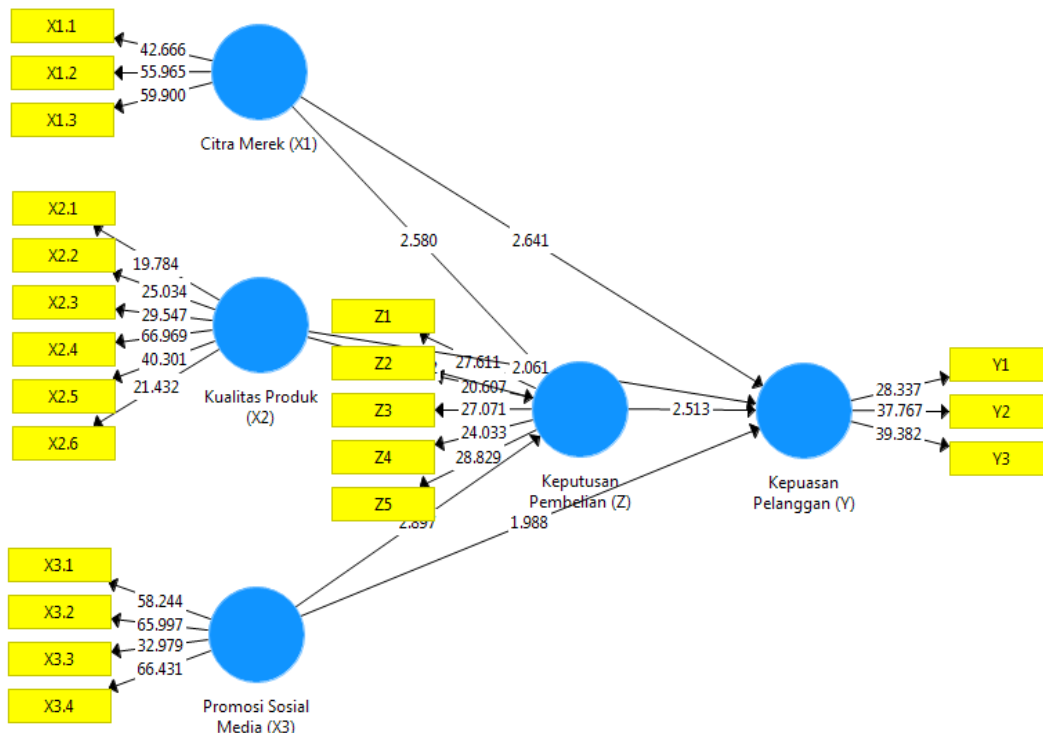 X1.1
42.666
X1.2
55.965
X1.3
59.900
Citra Merek (X1)
X2.1
X2.2
19.784
X2.3
25.034
29.547
X2.4
66.969
X2.5
40.301
X2.6
21.432
Kualitas Produk
(X2)
2.580
2.641
Z1
Z2
27.611
2.061
20.607
Z3
27.071
Z4
24.033
Z5
28.829
Keputusan
Pembelian (Z)
2.513
Kepuasan
Pelanggan (Y)
28.337
Y1
37.767
Y2
39.382
Y3
2.897
1.988
X3.1
58.244
X3.2
65.997
X3.3
32.979
X3.4
66.431
Promosi Sosial
Media (X3)